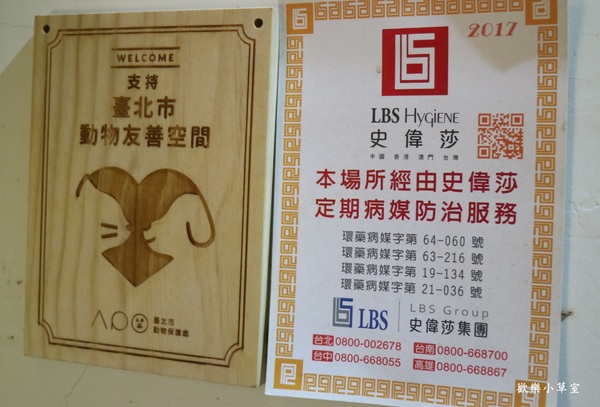 WELCOME
支持
臺北市
動物友善空間
APO
臺北市
動物保護處
2017
LBS Hygiene
史偉莎
中國 香港 澳門 台灣
本場所經由史偉莎
定期病媒防治服務
環藥病媒字第 64-060 號
環藥病媒字第 63-216 號
環藥病媒字第 19-134 號
環藥病媒字第 21-036 號
LBS
LBS Group
史偉莎集團
台北 0800-002678 台南 0800-668700
台中 0800-668055 高雄 0800-668867
歡樂小草室